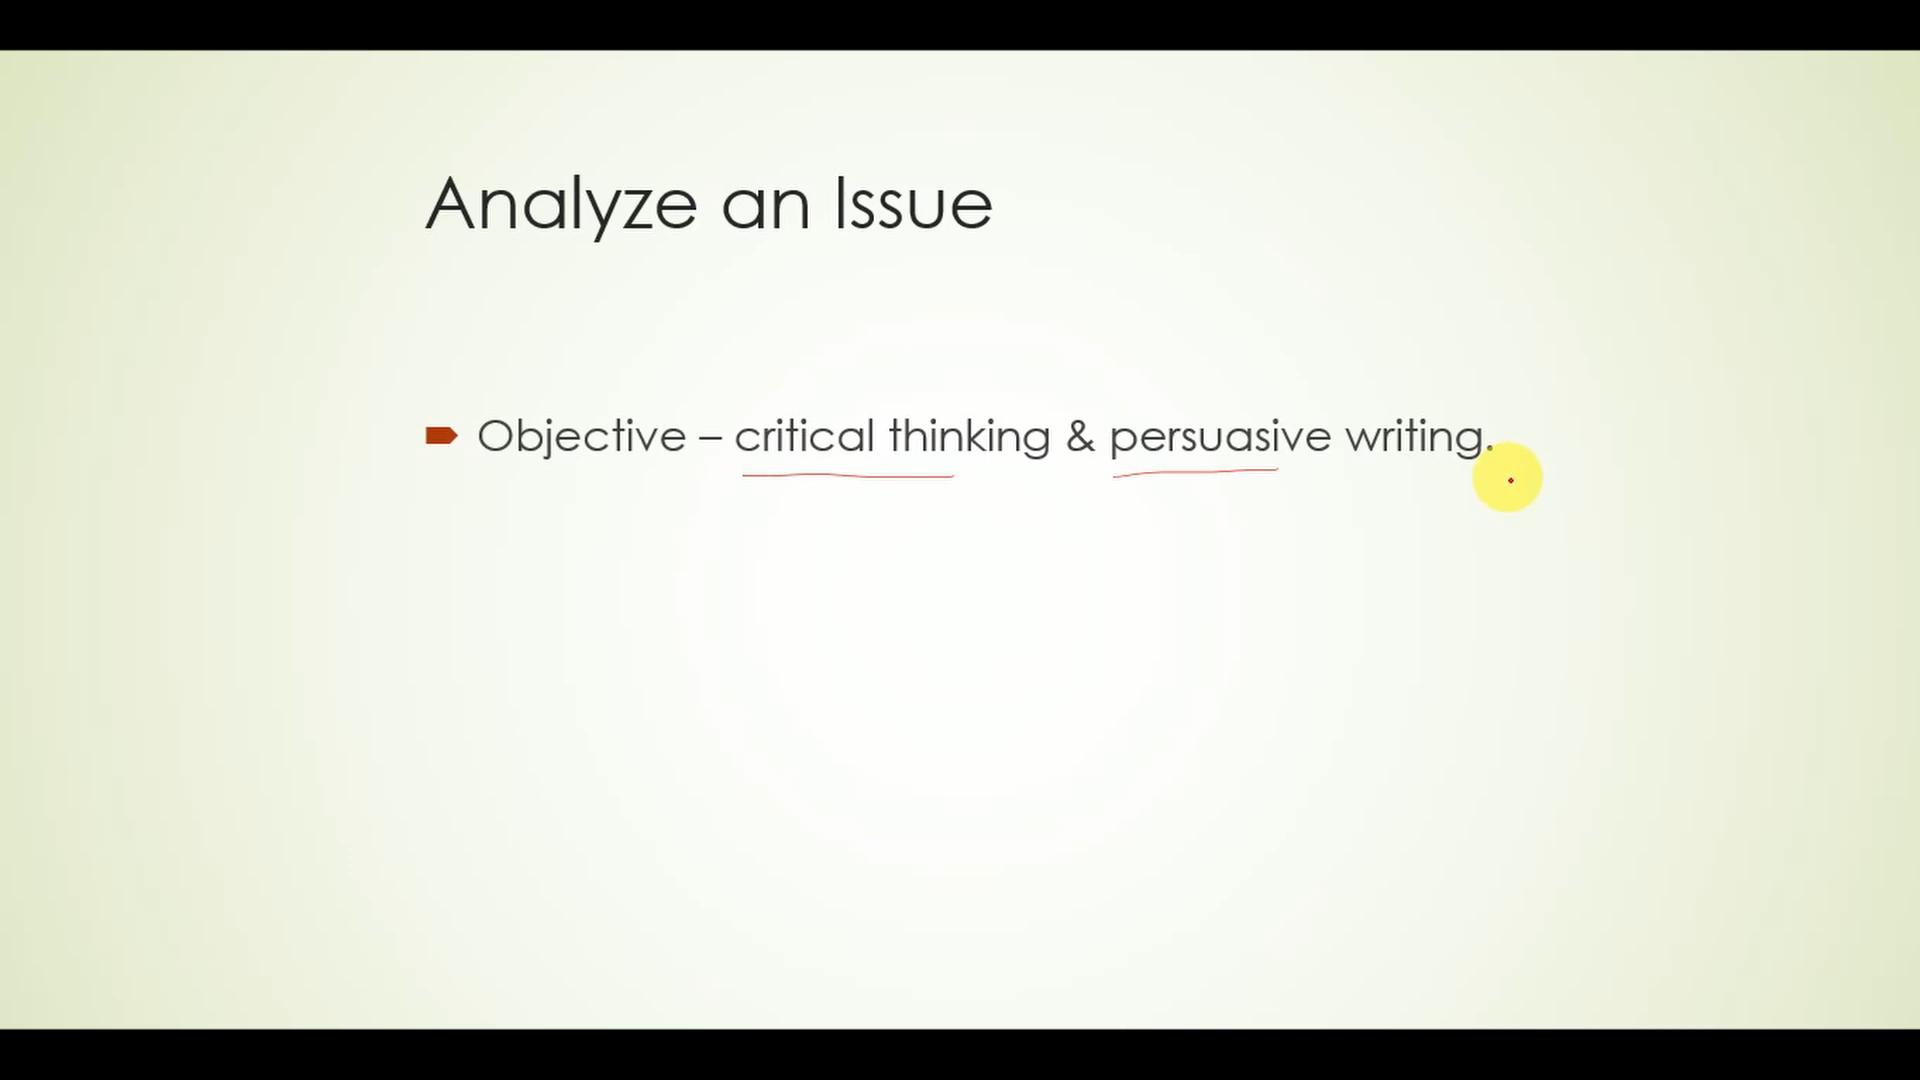 Analyze an Issue
Objective – critical thinking & persuasive writing.